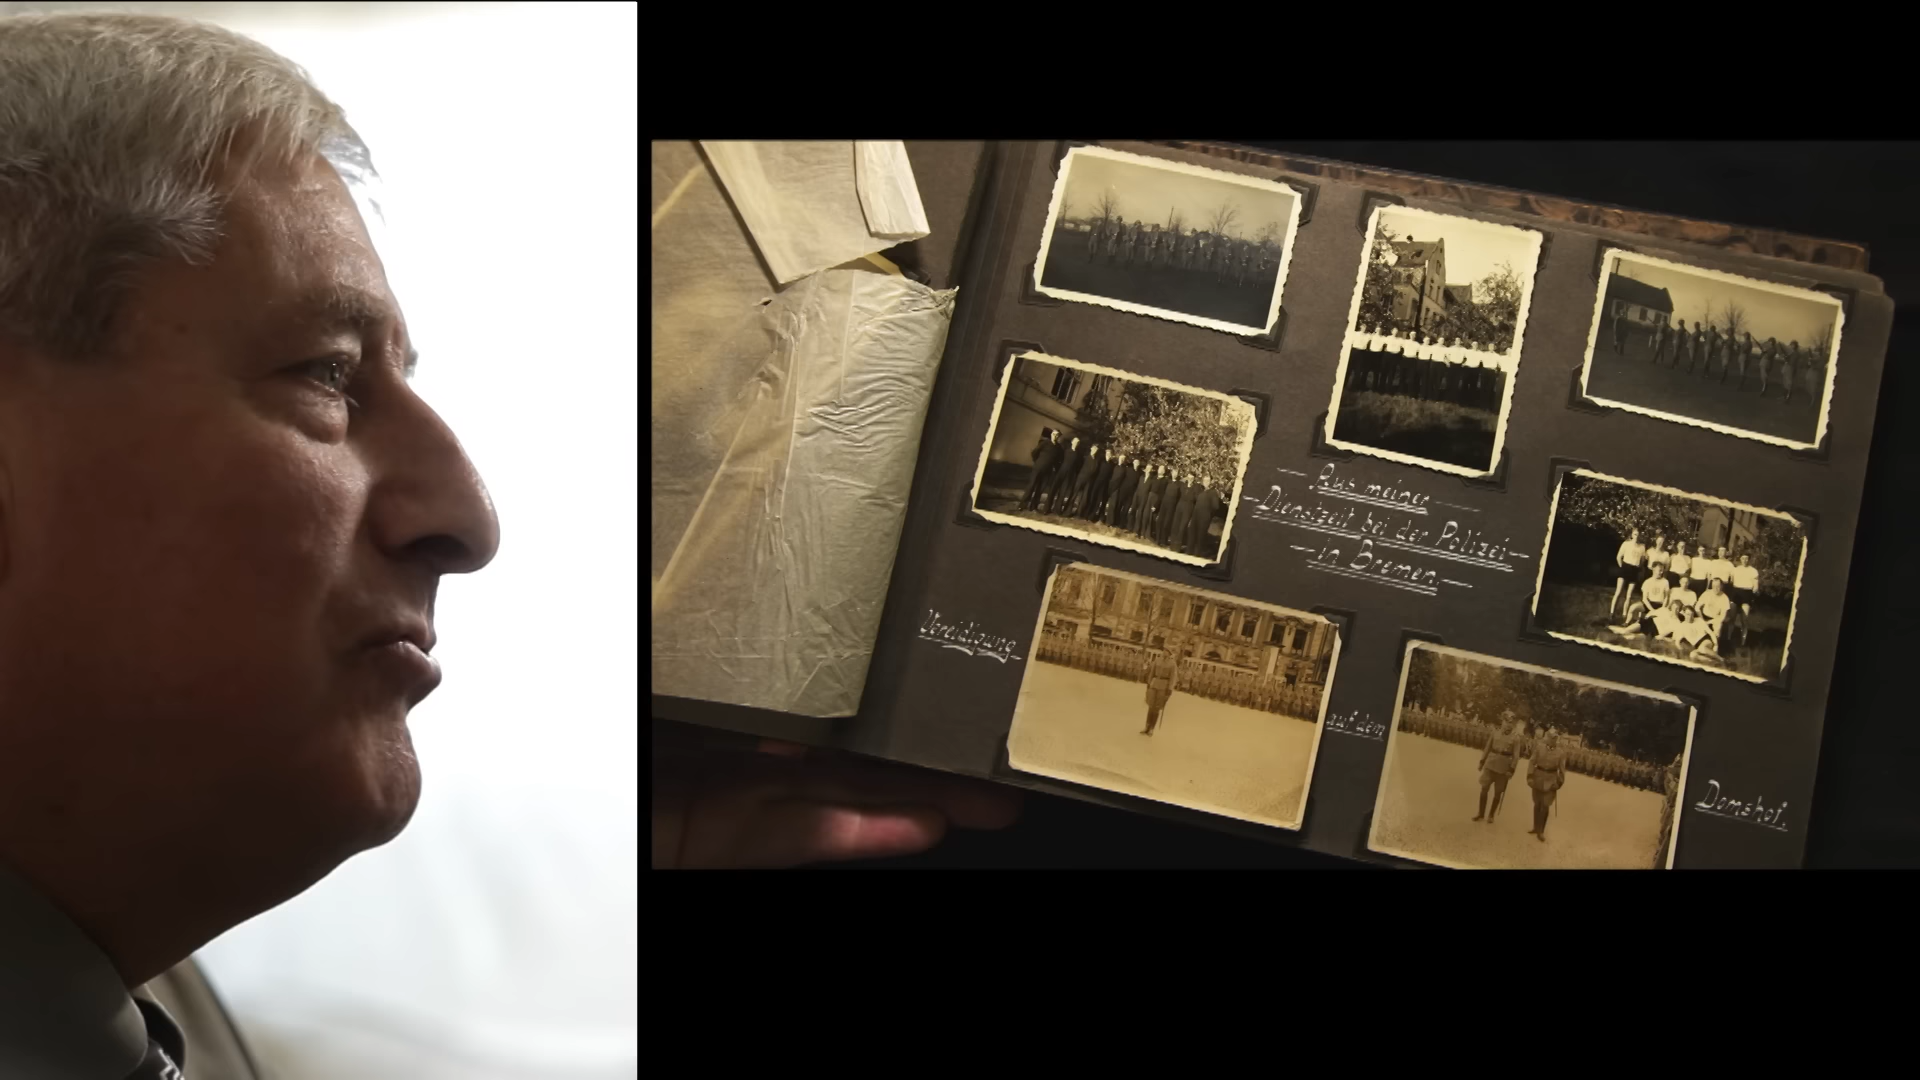 Aus meiner
Dienstzeit bei der Polizei
in Bremen.
Vereidigung
auf dem
Domshof.